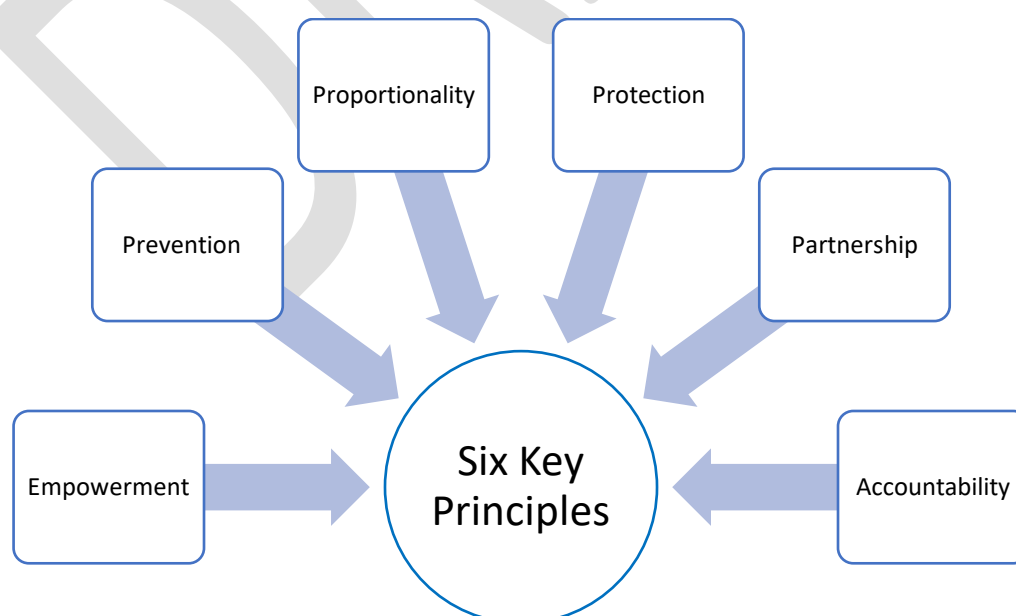 Proportionality
Protection
Prevention
Partnership
Empowerment
Six Key
Principles
Accountability